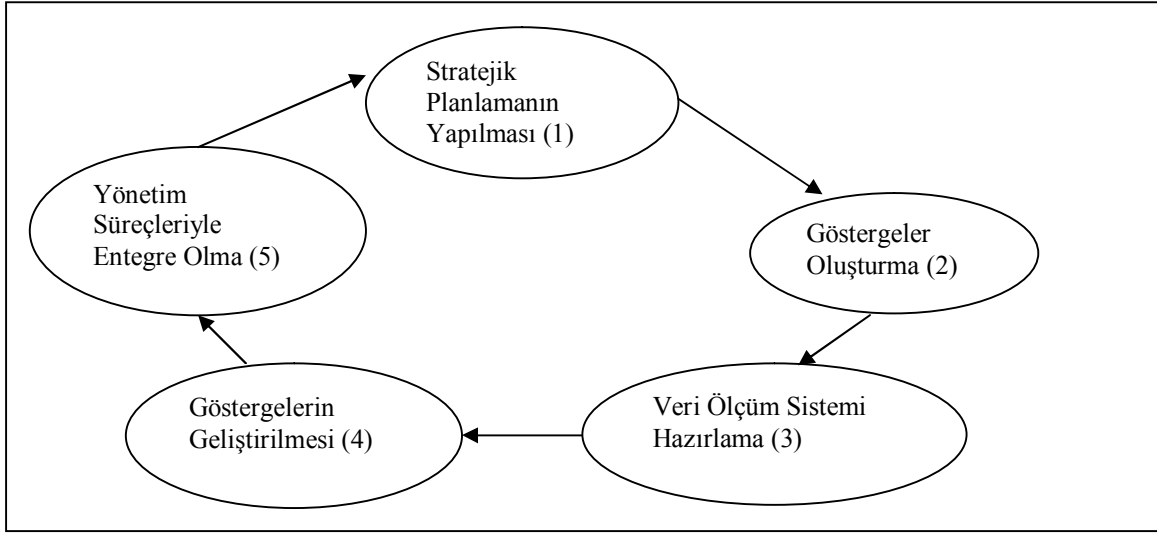 Stratejik
Planlamanın
Yapılması (1)
Göstergeler
Oluşturma (2)
Veri Ölçüm Sistemi
Hazırlama (3)
Göstergelerin
Geliştirilmesi (4)
Yönetim
Süreçleriyle
Entegre Olma (5)